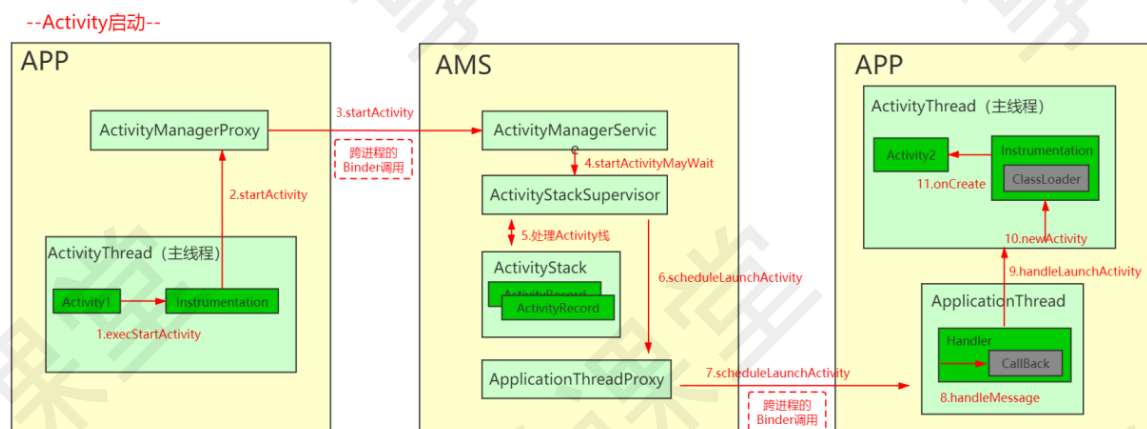 --Activity启动--
APP
ActivityManagerProxy
2.startActivity
ActivityThread（主线程）
Activity1
Instrumentation
1.execStartActivity
3.startActivity
跨进程的
Binder调用
AMS
ActivityManagerServic
e
4.startActivityMayWait
ActivityStackSupervisor
5.处理Activity栈
ActivityStack
ActivityRecord
ActivityRecord
6.scheduleLaunchActivity
ApplicationThreadProxy
7.scheduleLaunchActivity
跨进程的
Binder调用
APP
ActivityThread（主线程）
Activity2
Instrumentation
ClassLoader
11.onCreate
10.newActivity
9.handleLaunchActivity
ApplicationThread
Handler
CallBack
8.handleMessage
课堂